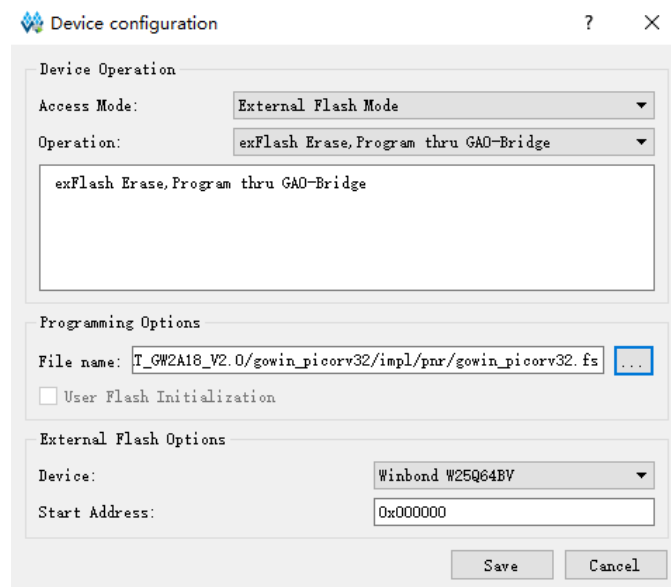 Device configuration ? ×
Device Operation
Access Mode: External Flash Mode
Operation: exFlash Erase,Program thru GAO-Bridge
exFlash Erase,Program thru GAO-Bridge
Programming Options
File name: T_GW2A18_V2.0/gowin_picorv32/impl/pnr/gowin_picorv32.fs ...
User Flash Initialization
External Flash Options
Device: Winbond W25Q64BV
Start Address: 0x000000
Save Cancel